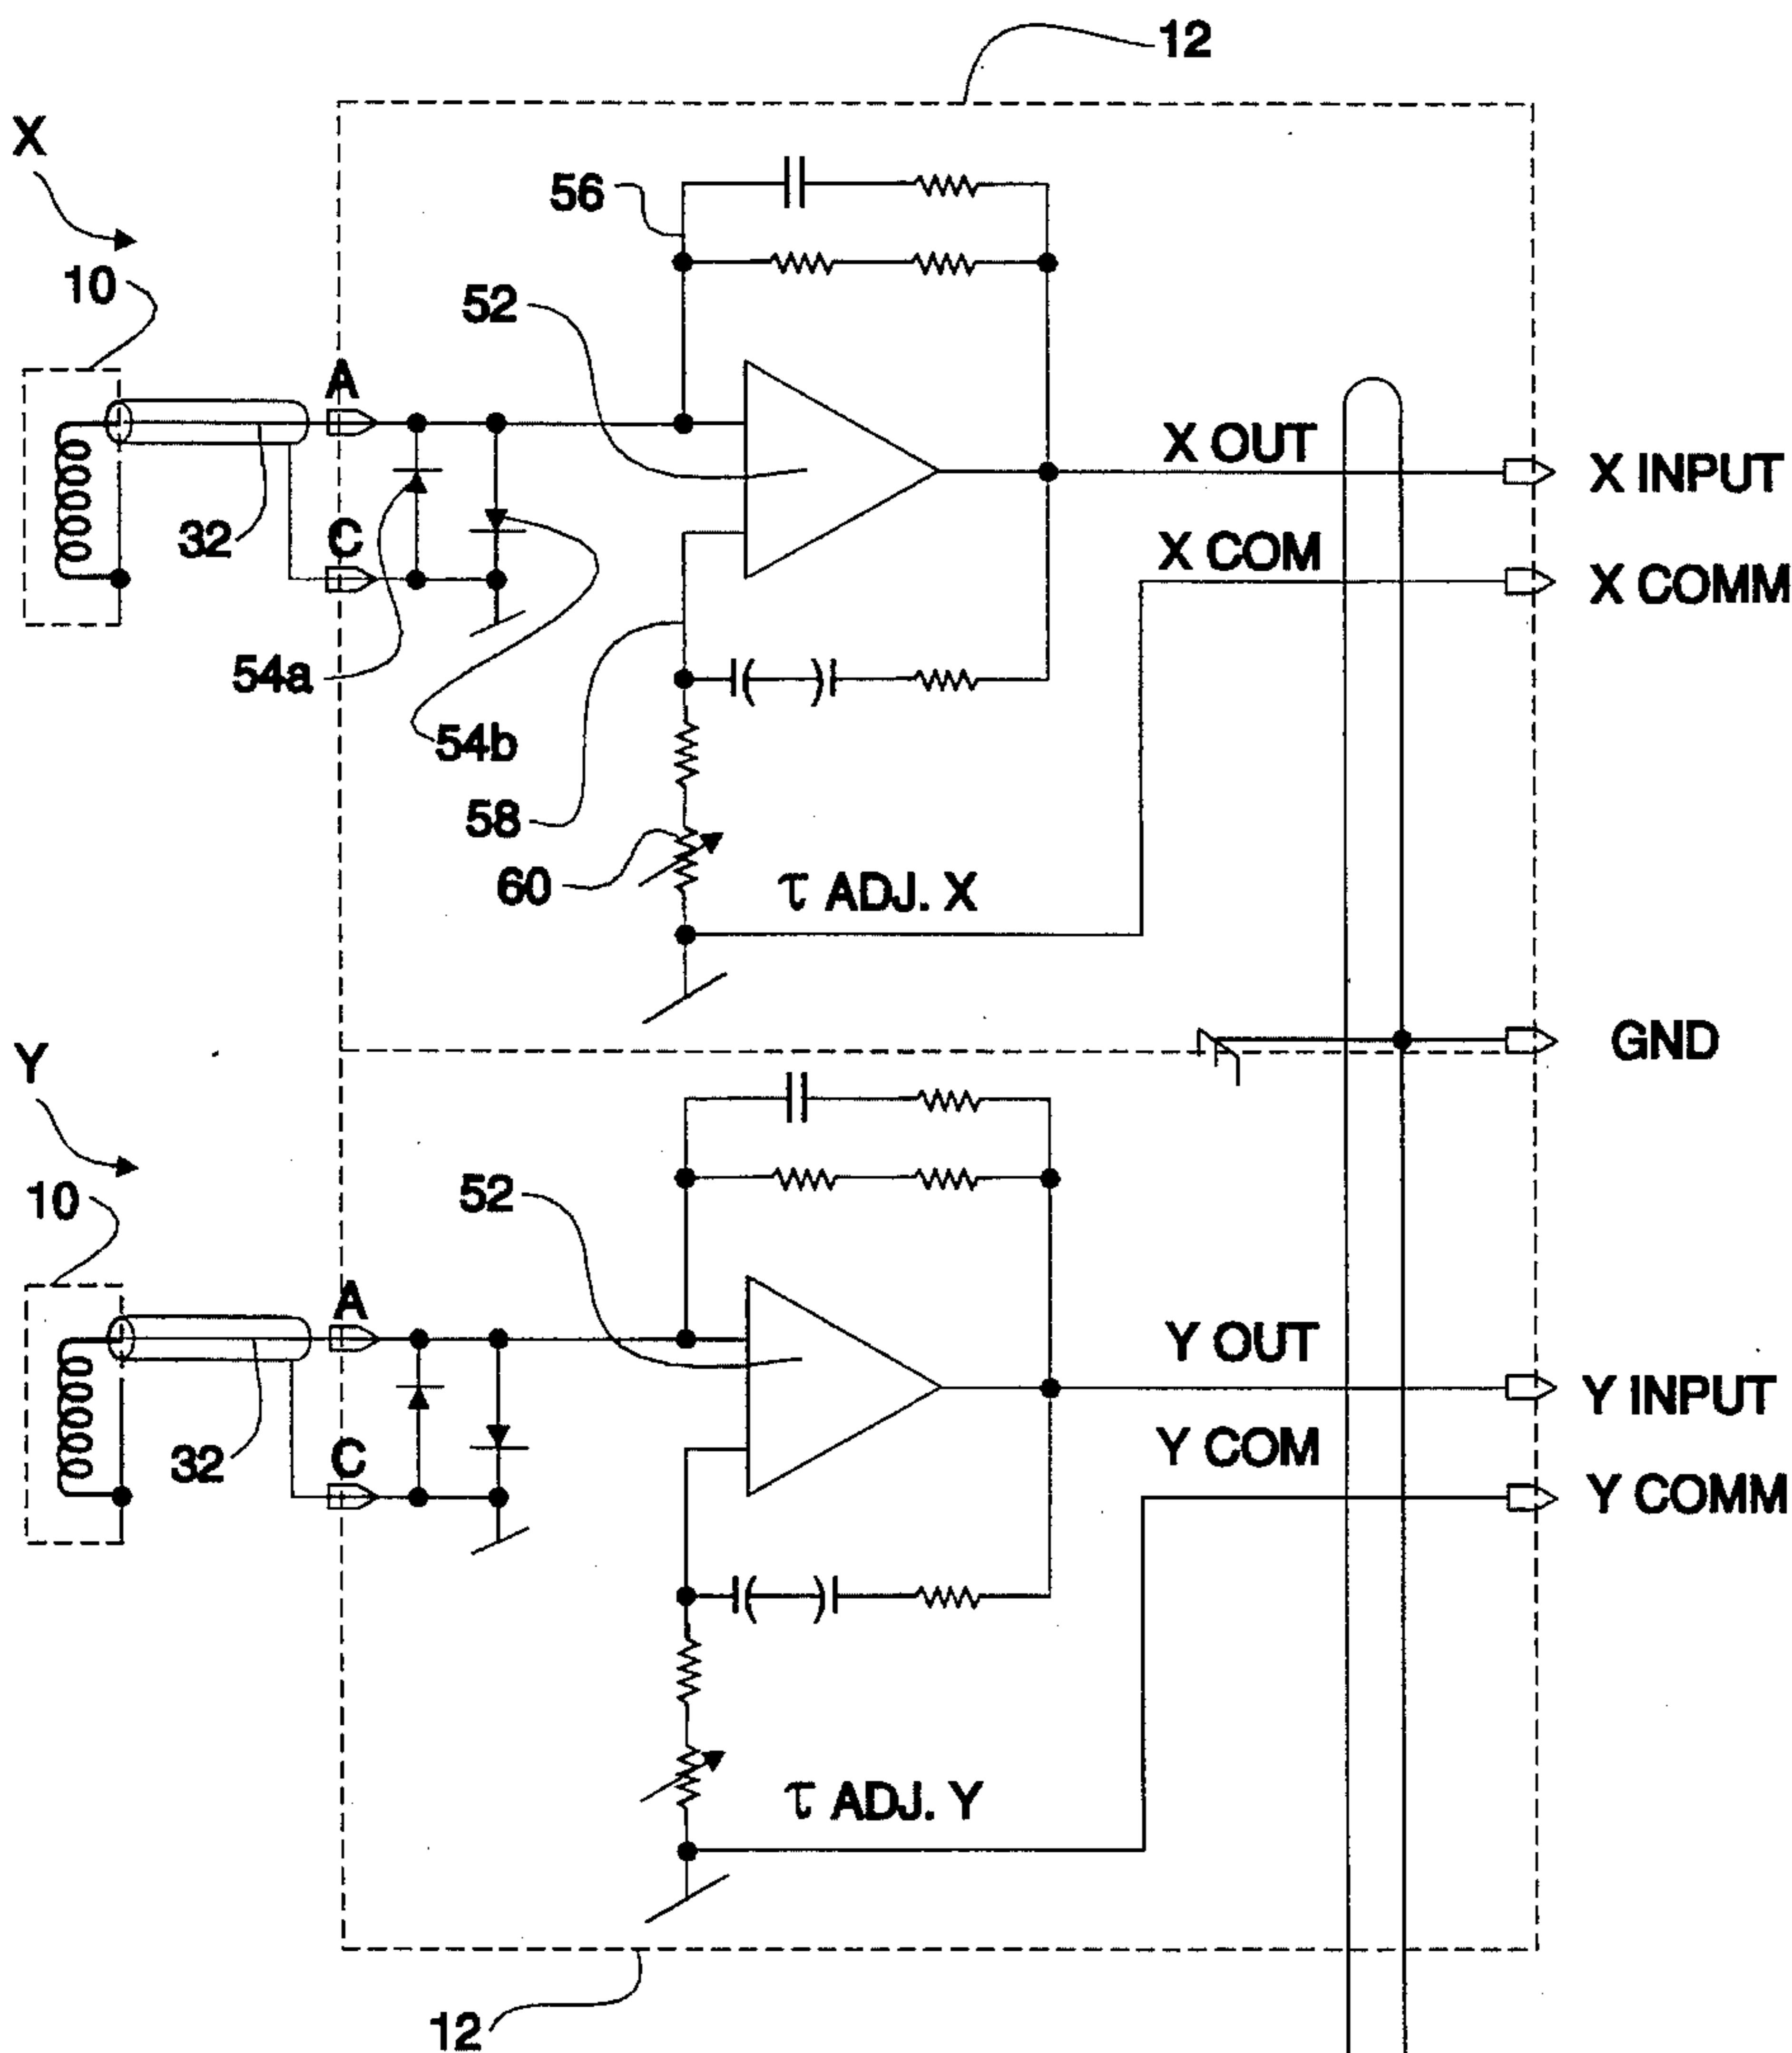 12
X
56
10
52
A
X OUT
X INPUT
32
C
X COM
X COMM
54a
54b
58
60
τ ADJ. X
GND
Y
52
10
A
Y OUT
Y INPUT
32
C
Y COM
Y COMM
τ ADJ. Y
12